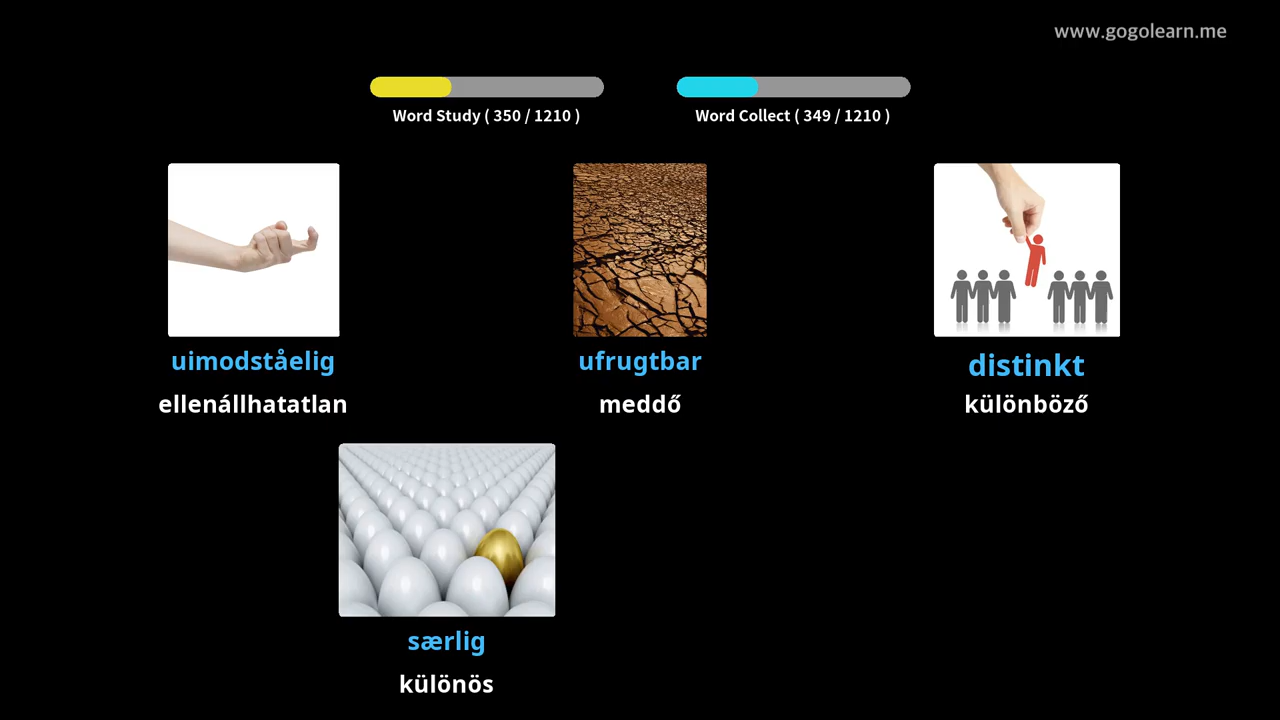 www.gogolearn.me
Word Study ( 350 / 1210 )
Word Collect ( 349 / 1210 )
uimodståelig
ellenállhatatlan
ufrugtbar
meddő
distinkt
különböző
særlig
különös